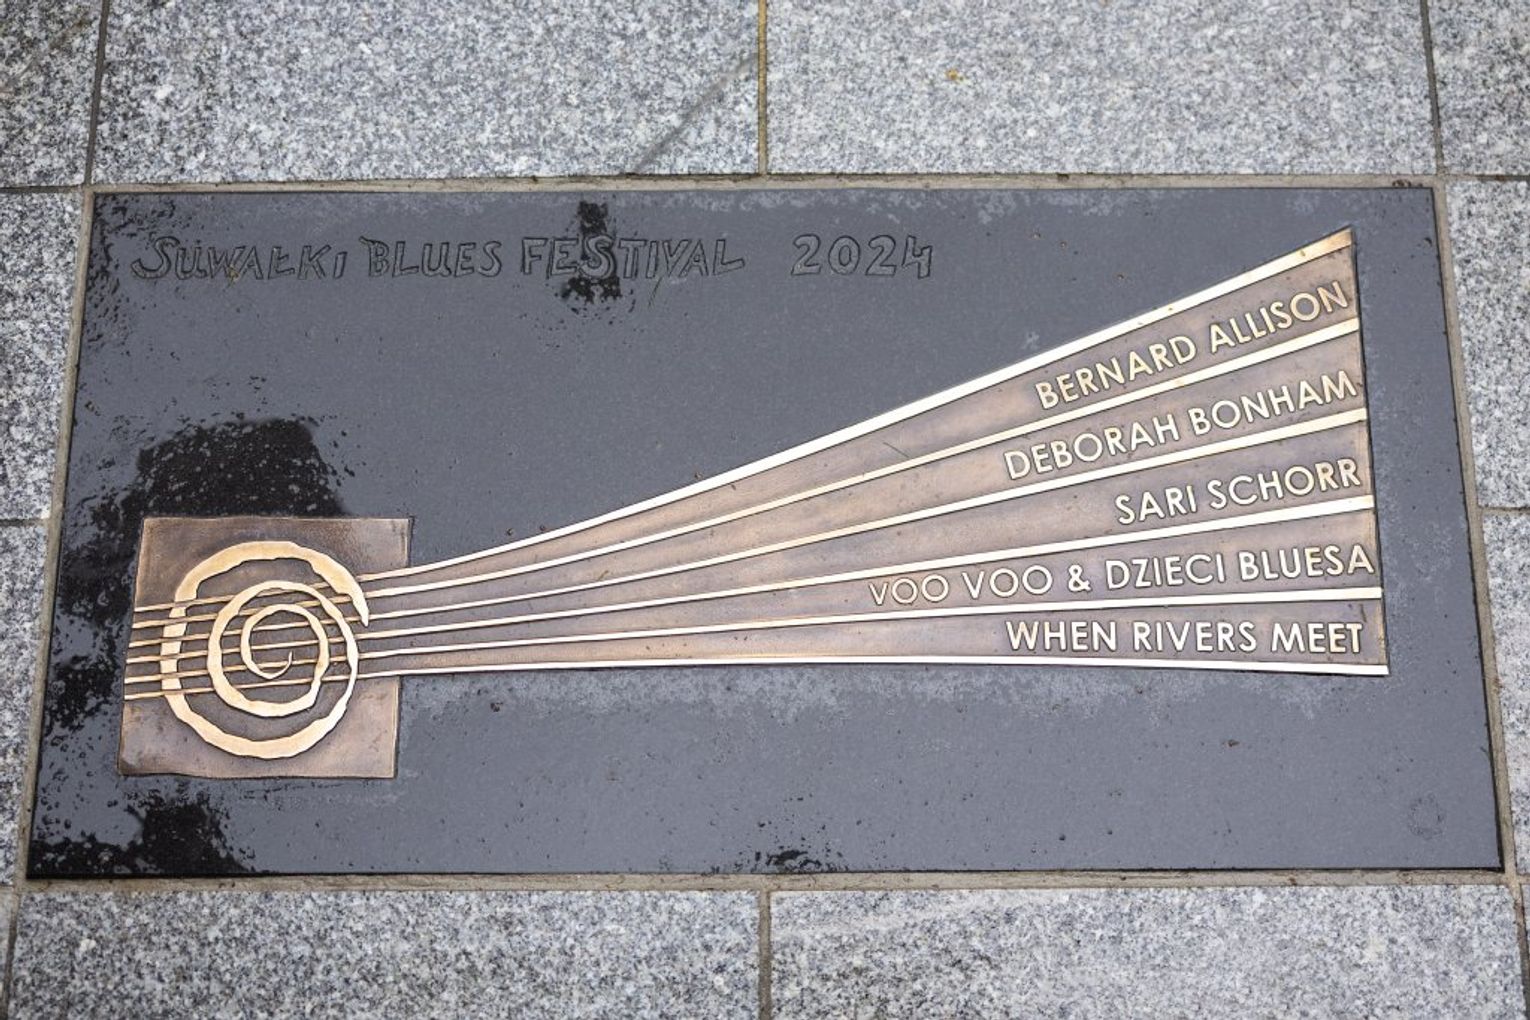 SUWAŁKI BLUES FESTIVAL 2024
BERNARD ALLISON
DEBORAH BONHAM
SARI SCHORR
VOO VOO & DZIECI BLUESA
WHEN RIVERS MEET